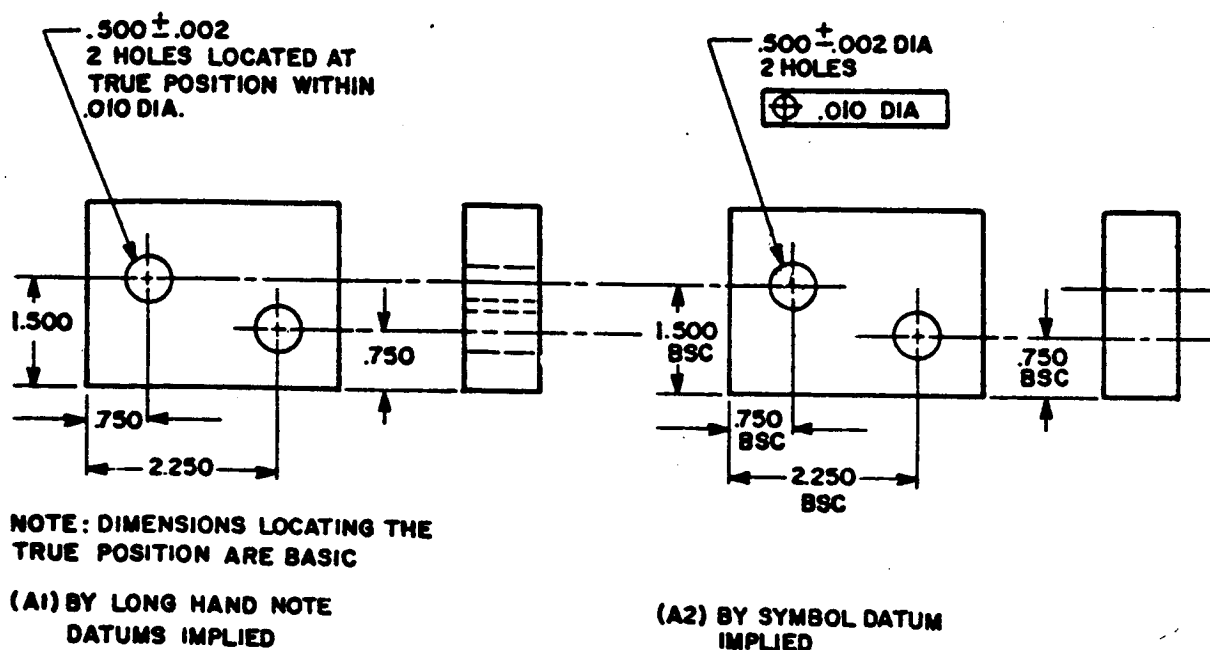 .500±.002
2 HOLES LOCATED AT
TRUE POSITION WITHIN
.010 DIA.
1.500
.750
.750
2.250
NOTE: DIMENSIONS LOCATING THE
TRUE POSITION ARE BASIC
(A1) BY LONG HAND NOTE
DATUMS IMPLIED
.500±.002 DIA
2 HOLES
⌖ .010 DIA
1.500
BSC
.750
BSC
.750
BSC
2.250
BSC
(A2) BY SYMBOL DATUM
IMPLIED